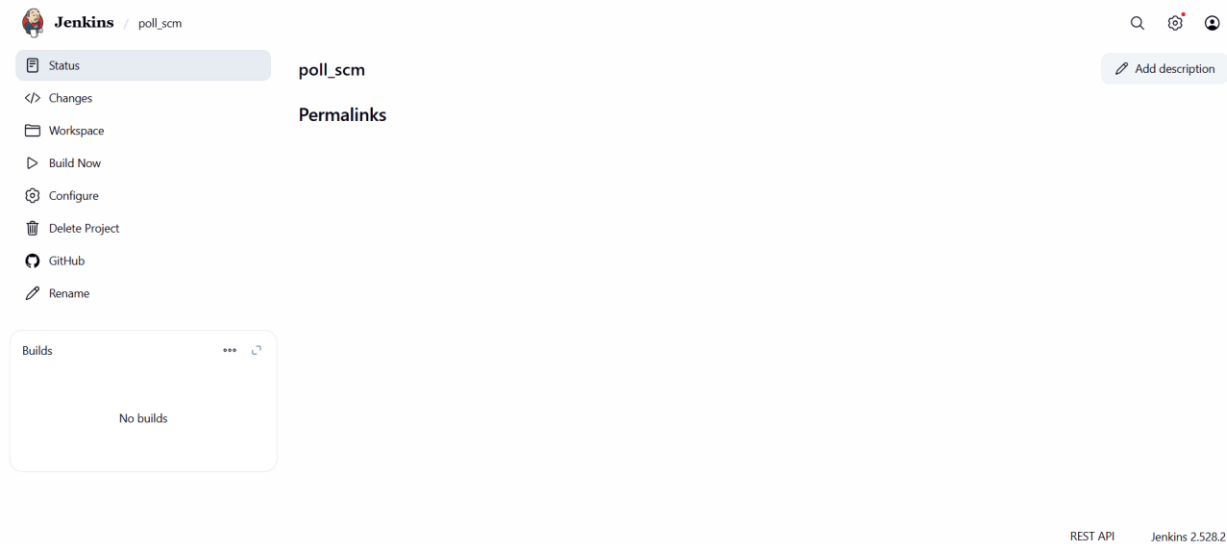 Jenkins / poll_scm
Status
Changes
Workspace
Build Now
Configure
Delete Project
GitHub
Rename
Builds
No builds
poll_scm
Add description
Permalinks
REST API Jenkins 2.528.2